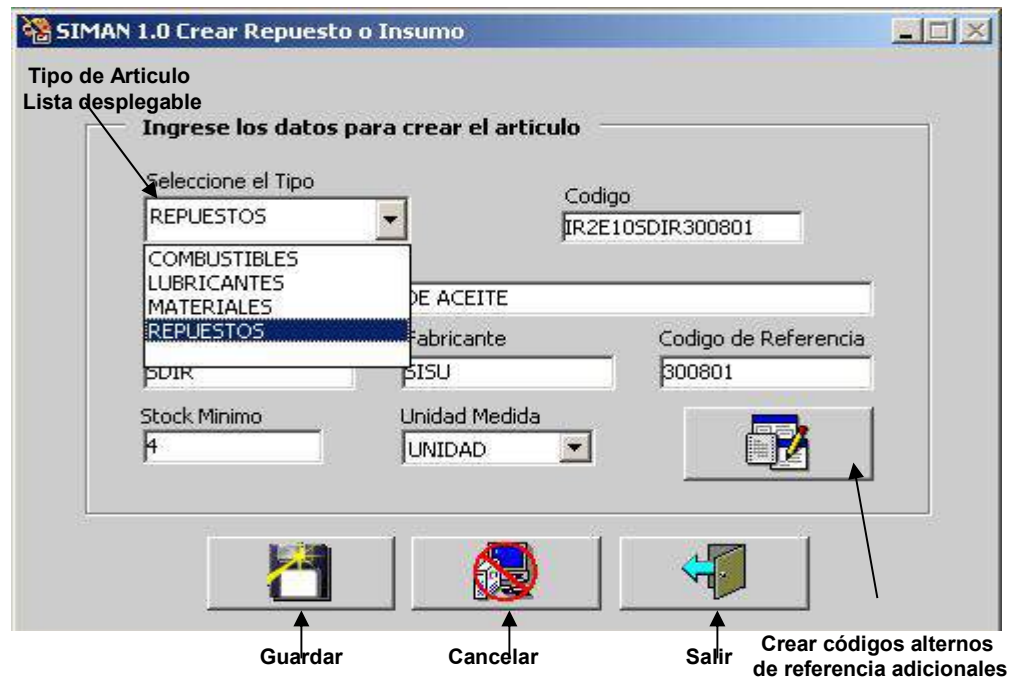 SIMAN 1.0 Crear Repuesto o Insumo
Tipo de Articulo
Lista desplegable
Ingrese los datos para crear el articulo
Seleccione el Tipo
Codigo
REPUESTOS
IR2E10SDIR300801
COMBUSTIBLES
LUBRICANTES
MATERIALES
REPUESTOS
DE ACEITE
Fabricante
Codigo de Referencia
SDIR
SISU
300801
Stock Minimo
Unidad Medida
4
UNIDAD
Guardar
Cancelar
Salir
Crear códigos alternos
de referencia adicionales